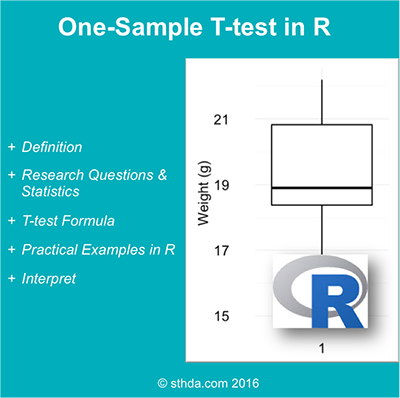 One-Sample T-test in R
+ Definition
+ Research Questions &
Statistics
+ T-test Formula
+ Practical Examples in R
+ Interpret
Weight (g)
21
19
17
15
R
1
© sthda.com 2016